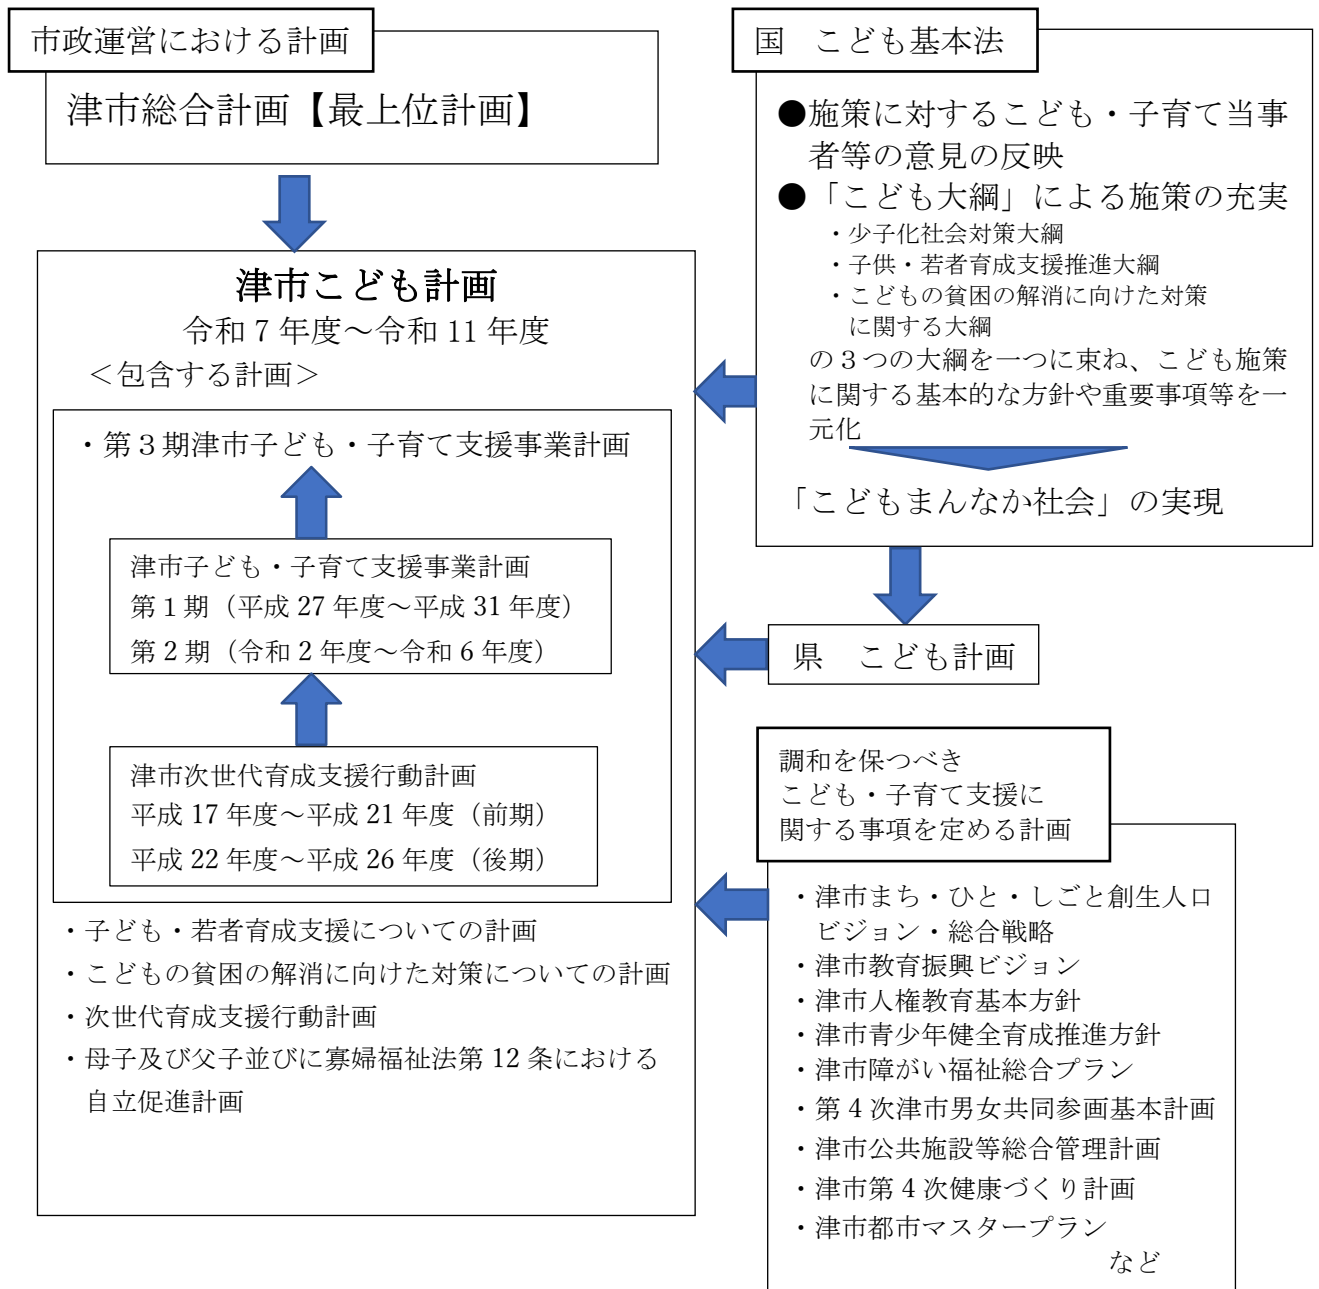 市政運営における計画
津市総合計画【最上位計画】
津市こども計画
令和７年度～令和 11 年度
＜包含する計画＞
・第３期津市子ども・子育て支援事業計画
津市子ども・子育て支援事業計画
第１期（平成 27 年度～平成 31 年度）
第２期（令和 2 年度～令和 6 年度）
津市次世代育成支援行動計画
平成 17 年度～平成 21 年度（前期）
平成 22 年度～平成 26 年度（後期）
・子ども・若者育成支援についての計画
・こどもの貧困の解消に向けた対策についての計画
・次世代育成支援行動計画
・母子及び父子並びに寡婦福祉法第 12 条における
自立促進計画
国　こども基本法
●施策に対するこども・子育て当事
者等の意見の反映
●「こども大綱」による施策の充実
・少子化社会対策大綱
・子供・若者育成支援推進大綱
・こどもの貧困の解消に向けた対策
に関する大綱
の３つの大綱を一つに束ね、こども施策
に関する基本的な方針や重要事項等を一
元化
「こどもまんなか社会」の実現
県　こども計画
調和を保つべき
こども・子育て支援に
関する事項を定める計画
・津市まち・ひと・しごと創生人口
ビジョン・総合戦略
・津市教育振興ビジョン
・津市人権教育基本方針
・津市青少年健全育成推進方針
・津市障がい福祉総合プラン
・第４次津市男女共同参画基本計画
・津市公共施設等総合管理計画
・津市第４次健康づくり計画
・津市都市マスタープラン
など